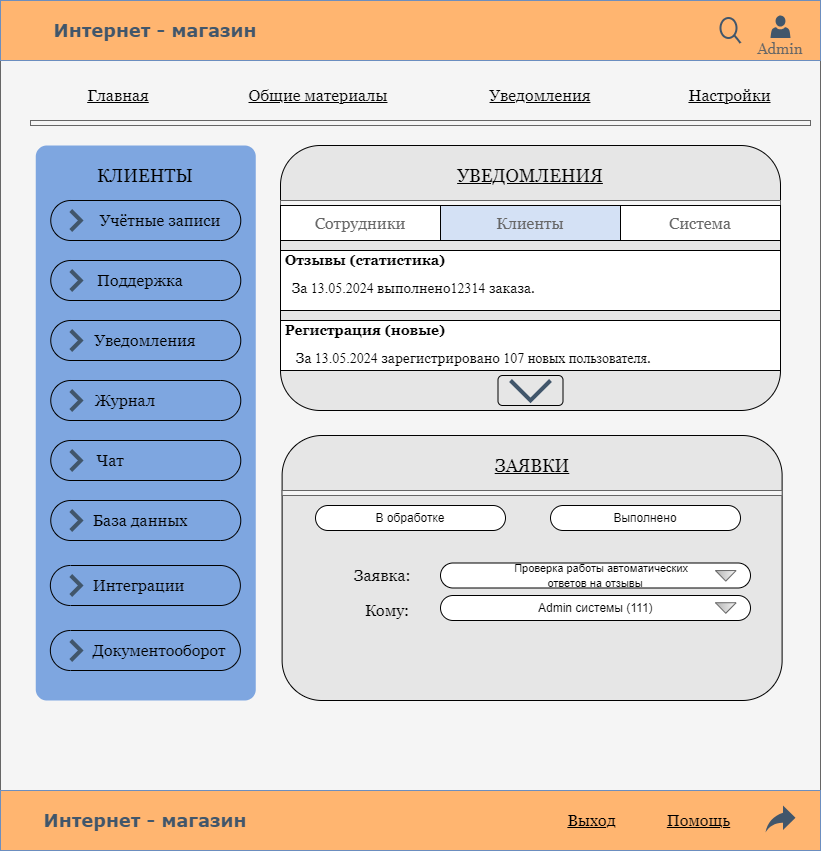 Интернет - магазин
Admin
Главная
Общие материалы
Уведомления
Настройки
КЛИЕНТЫ
Учётные записи
Поддержка
Уведомления
Журнал
Чат
База данных
Интеграции
Документооборот
УВЕДОМЛЕНИЯ
Сотрудники
Клиенты
Система
Отзывы (статистика)
За 13.05.2024 выполнено12314 заказа.
Регистрация (новые)
За 13.05.2024 зарегистрировано 107 новых пользователя.
ЗАЯВКИ
В обработке
Выполнено
Заявка:
Проверка работы автоматических
ответов на отзывы
Кому:
Admin системы (111)
Интернет - магазин
Выход
Помощь